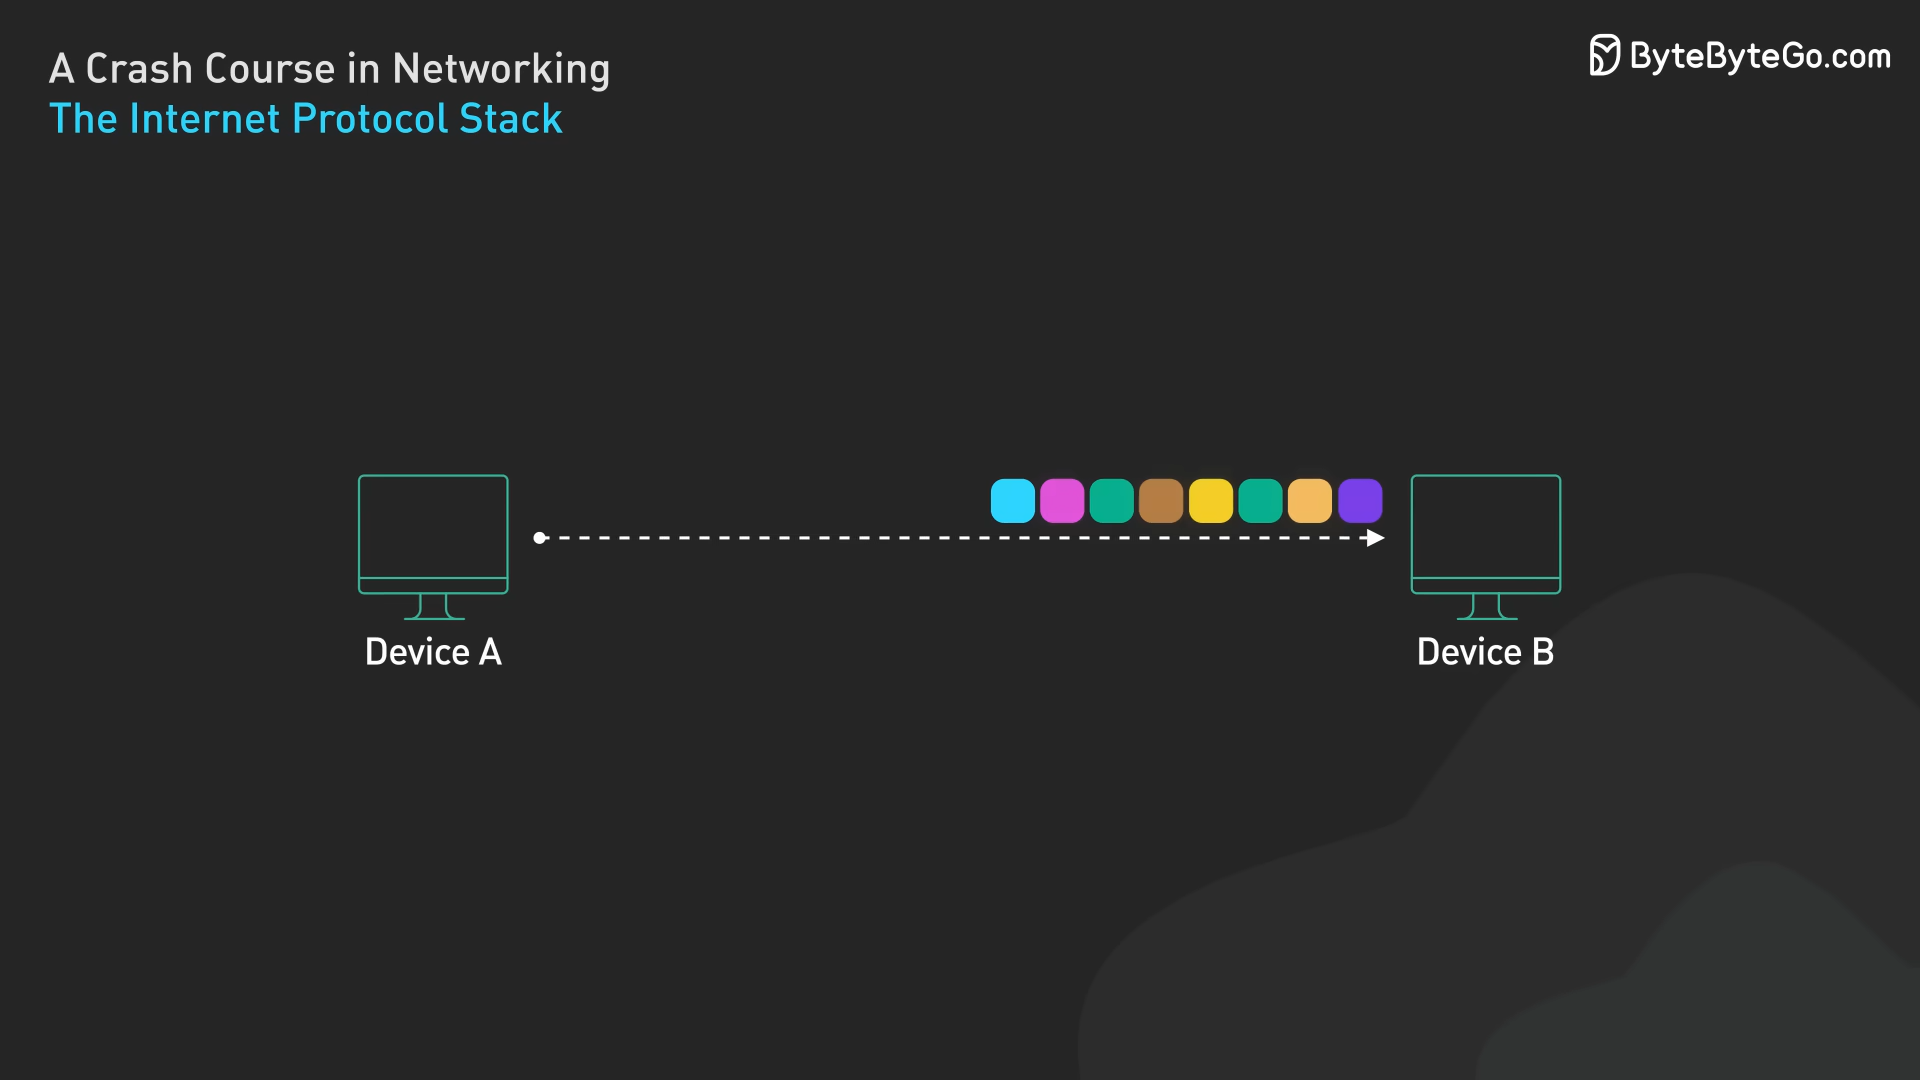 A Crash Course in Networking
The Internet Protocol Stack
ByteByteGo.com
Device A
Device B